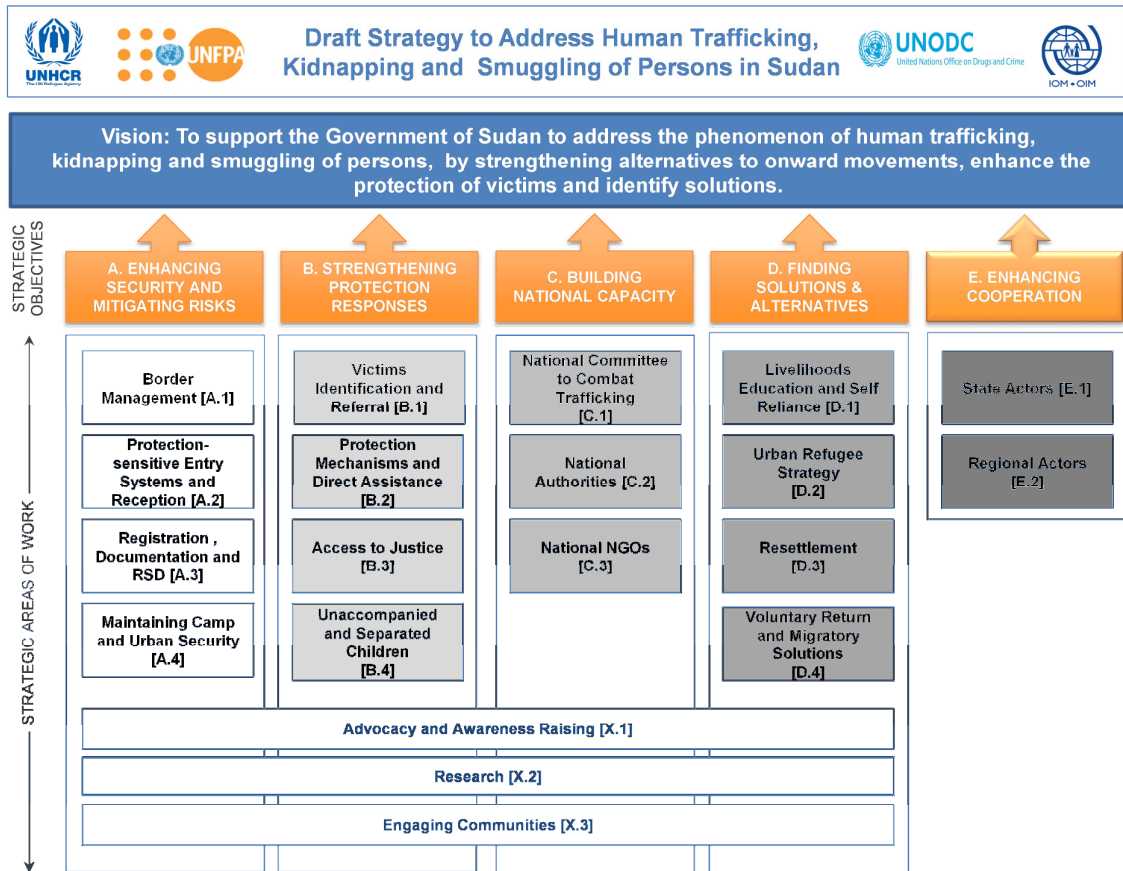 UNHCR
The UN Refugee Agency
UNFPA
Draft Strategy to Address Human Trafficking,
Kidnapping and Smuggling of Persons in Sudan
UNODC
United Nations Office on Drugs and Crime
IOM • OIM
Vision: To support the Government of Sudan to address the phenomenon of human trafficking,
kidnapping and smuggling of persons, by strengthening alternatives to onward movements, enhance the
protection of victims and identify solutions.
STRATEGIC
OBJECTIVES
A. ENHANCING
SECURITY AND
MITIGATING RISKS
B. STRENGTHENING
PROTECTION
RESPONSES
C. BUILDING
NATIONAL CAPACITY
D. FINDING
SOLUTIONS &
ALTERNATIVES
E. ENHANCING
COOPERATION
STRATEGIC AREAS OF WORK
Border
Management [A.1]
Protection-
sensitive Entry
Systems and
Reception [A.2]
Registration ,
Documentation and
RSD [A.3]
Maintaining Camp
and Urban Security
[A.4]
Victims
Identification and
Referral [B.1]
Protection
Mechanisms and
Direct Assistance
[B.2]
Access to Justice
[B.3]
Unaccompanied
and Separated
Children
[B.4]
National Committee
to Combat
Trafficking
[C.1]
National
Authorities [C.2]
National NGOs
[C.3]
Livelihoods
Education and Self
Reliance [D.1]
Urban Refugee
Strategy
[D.2]
Resettlement
[D.3]
Voluntary Return
and Migratory
Solutions
[D.4]
State Actors [E.1]
Regional Actors
[E.2]
Advocacy and Awareness Raising [X.1]
Research [X.2]
Engaging Communities [X.3]